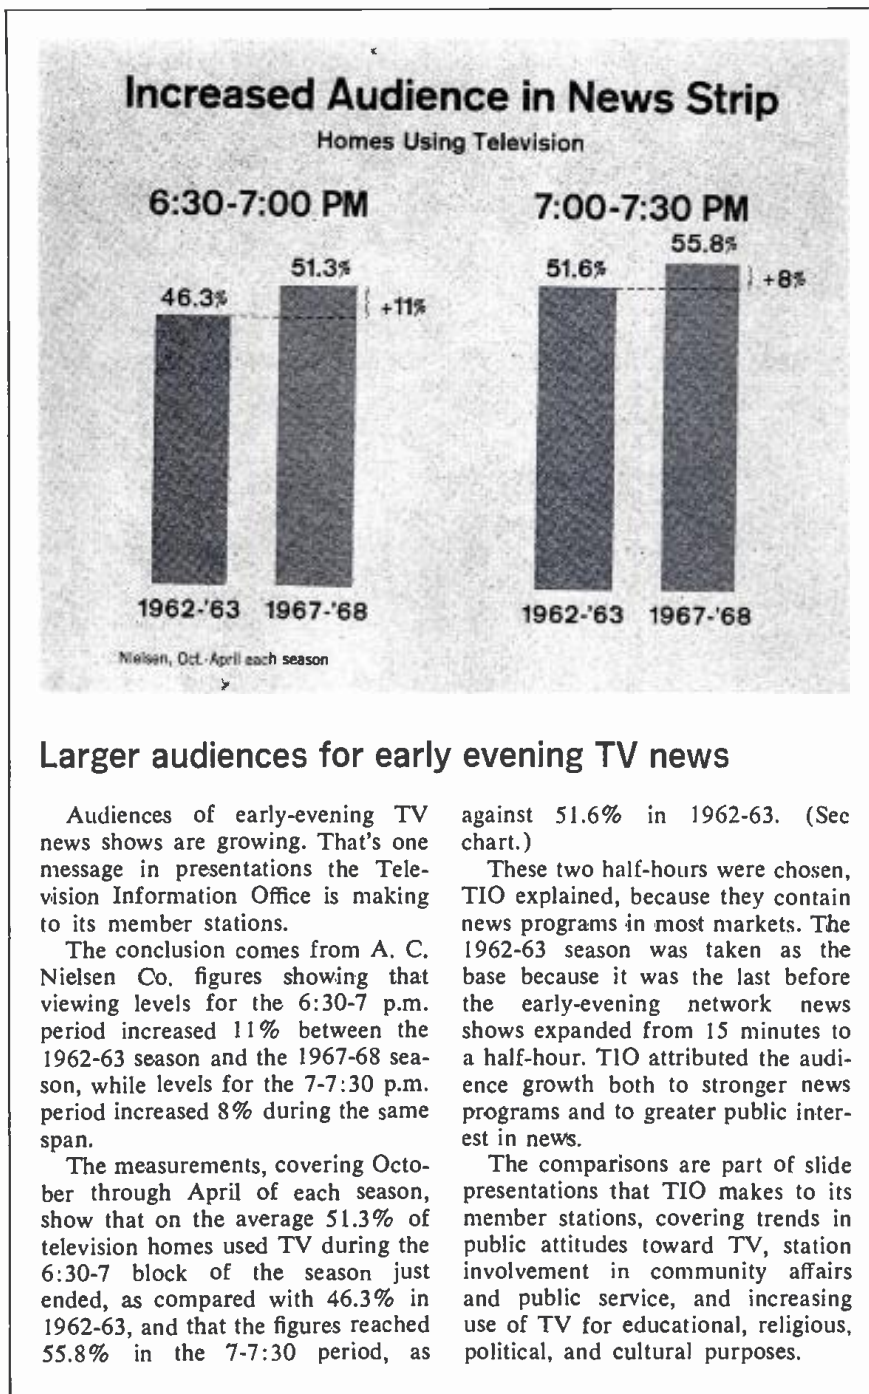 Increased Audience in News Strip
Homes Using Television
6:30-7:00 PM
46.3%
51.3%
+11%
1962-'63 1967-'68
7:00-7:30 PM
51.6%
55.8%
+8%
1962-'63 1967-'68
Nielsen, Oct.-April each season
Larger audiences for early evening TV news
Audiences of early-evening TV
news shows are growing. That's one
message in presentations the Tele-
vision Information Office is making
to its member stations.
The conclusion comes from A. C.
Nielsen Co. figures showing that
viewing levels for the 6:30-7 p.m.
period increased 11% between the
1962-63 season and the 1967-68 sea-
son, while levels for the 7-7:30 p.m.
period increased 8% during the same
span.
The measurements, covering Octo-
ber through April of each season,
show that on the average 51.3% of
television homes used TV during the
6:30-7 block of the season just
ended, as compared with 46.3% in
1962-63, and that the figures reached
55.8% in the 7-7:30 period, as
against 51.6% in 1962-63. (Sec
chart.)
These two half-hours were chosen,
TIO explained, because they contain
news programs in most markets. The
1962-63 season was taken as the
base because it was the last before
the early-evening network news
shows expanded from 15 minutes to
a half-hour. TIO attributed the audi-
ence growth both to stronger news
programs and to greater public inter-
est in news.
The comparisons are part of slide
presentations that TIO makes to its
member stations, covering trends in
public attitudes toward TV, station
involvement in community affairs
and public service, and increasing
use of TV for educational, religious,
political, and cultural purposes.